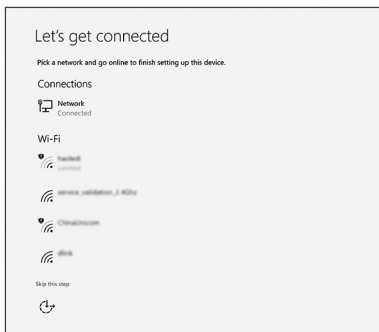 Let's get connected
Pick a network and go online to finish setting up this device.
Connections
Network
Connected
Wi-Fi
Limited
service_validation_2.4Ghz
ChinaUnicom
dlink
Skip this step